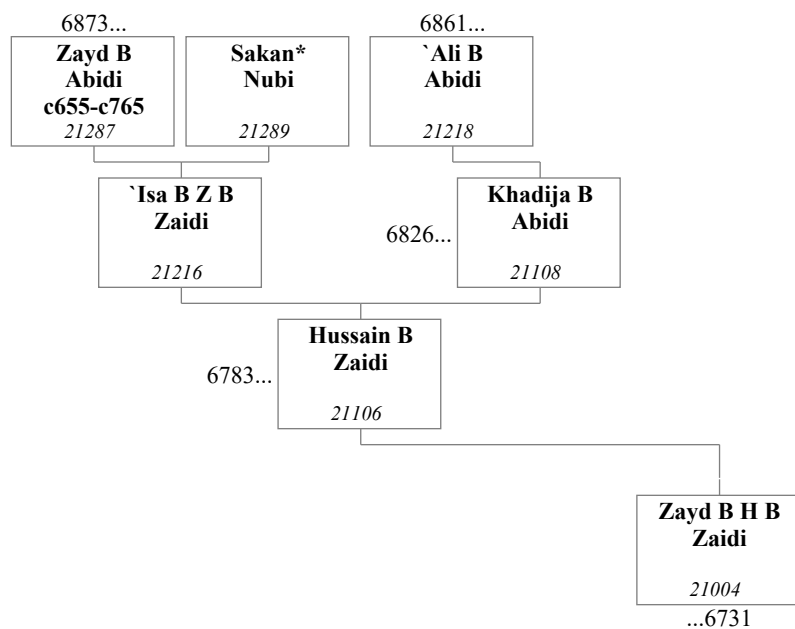 6873...
Zayd B
Abidi
c655-c765
21287
Sakan*
Nubi
21289
6861...
`Ali B
Abidi
21218
`Isa B Z B
Zaidi
21216
6826...
Khadija B
Abidi
21108
6783...
Hussain B
Zaidi
21106
Zayd B H B
Zaidi
21004
...6731